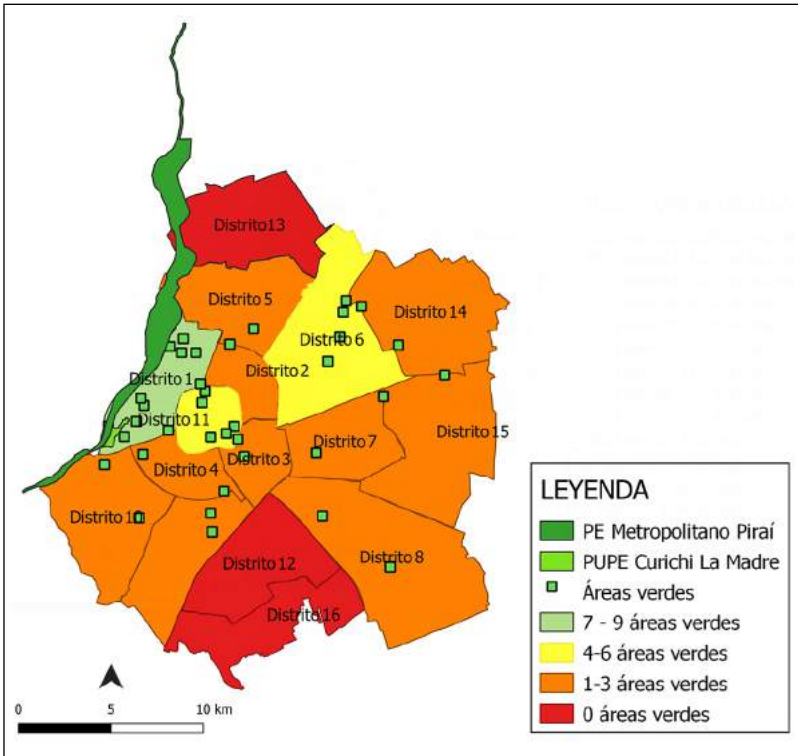 Distrito13
Distrito 5
Distrito 14
Distrito 6
Distrito 2
Distrito 1
Distrito 11
Distrito 15
Distrito 7
Distrito 3
Distrito 4
Distrito 10
Distrito 8
Distrito 12
Distrito 16
0 5 10 km
LEYENDA
PE Metropolitano Piraí
PUPE Curichi La Madre
Áreas verdes
7 - 9 áreas verdes
4-6 áreas verdes
1-3 áreas verdes
0 áreas verdes